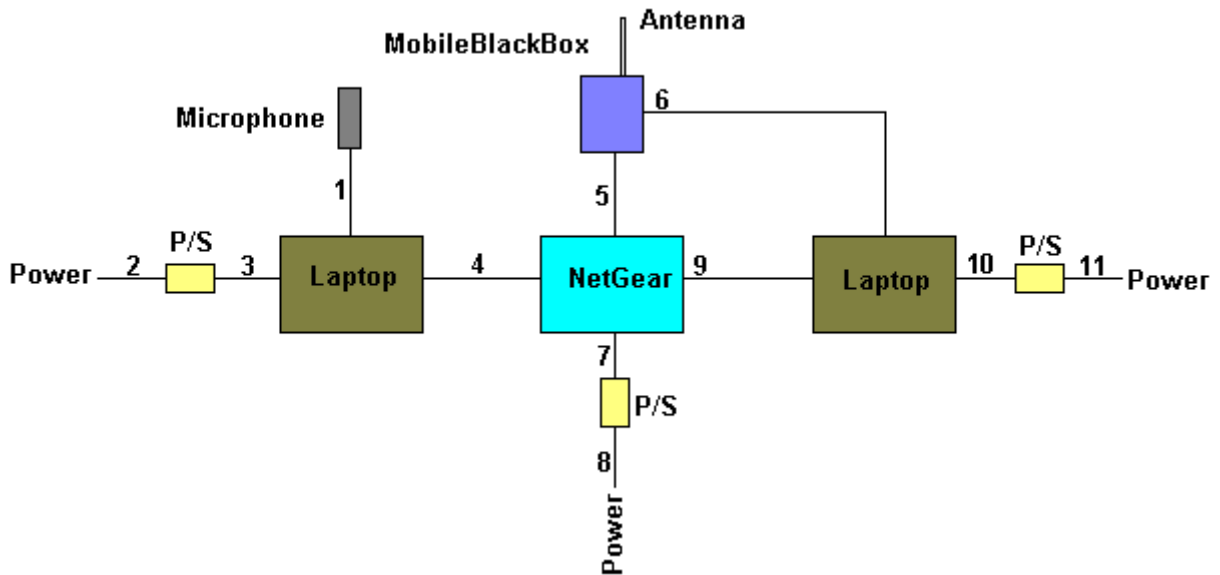 Antenna
MobileBlackBox
6
Microphone
1
5
P/S
P/S
Power
2
3
Laptop
4
NetGear
9
Laptop
10
11
Power
7
P/S
8
Power